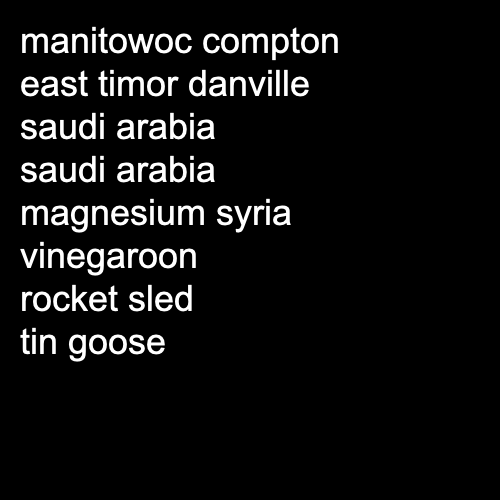 manitowoc compton
east timor danville
saudi arabia
saudi arabia
magnesium syria
vinegaroon
rocket sled
tin goose